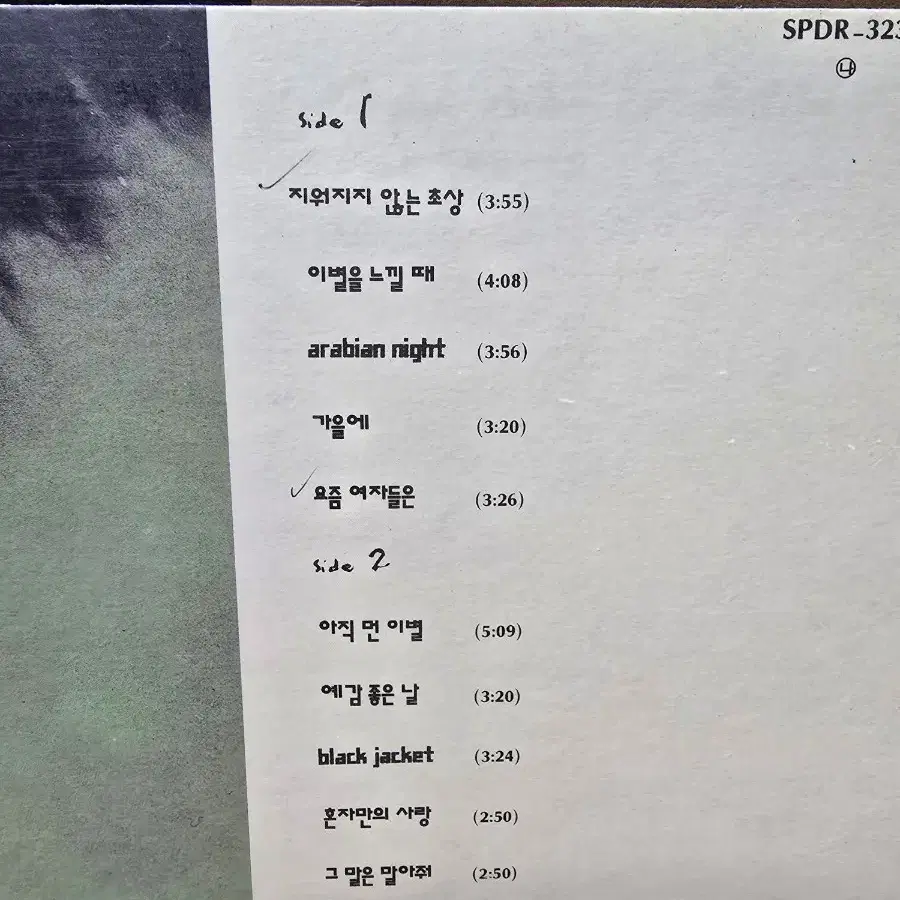 SPDR-323
㉯
side 1
지워지지 않는 초상 (3:55)
이별을 느낄 때 (4:08)
arabian night (3:56)
가을에 (3:20)
요즘 여자들은 (3:26)
side 2
아직 먼 이별 (5:09)
예감 좋은 날 (3:20)
black jacket (3:24)
혼자만의 사랑 (2:50)
그 말은 말아줘 (2:50)